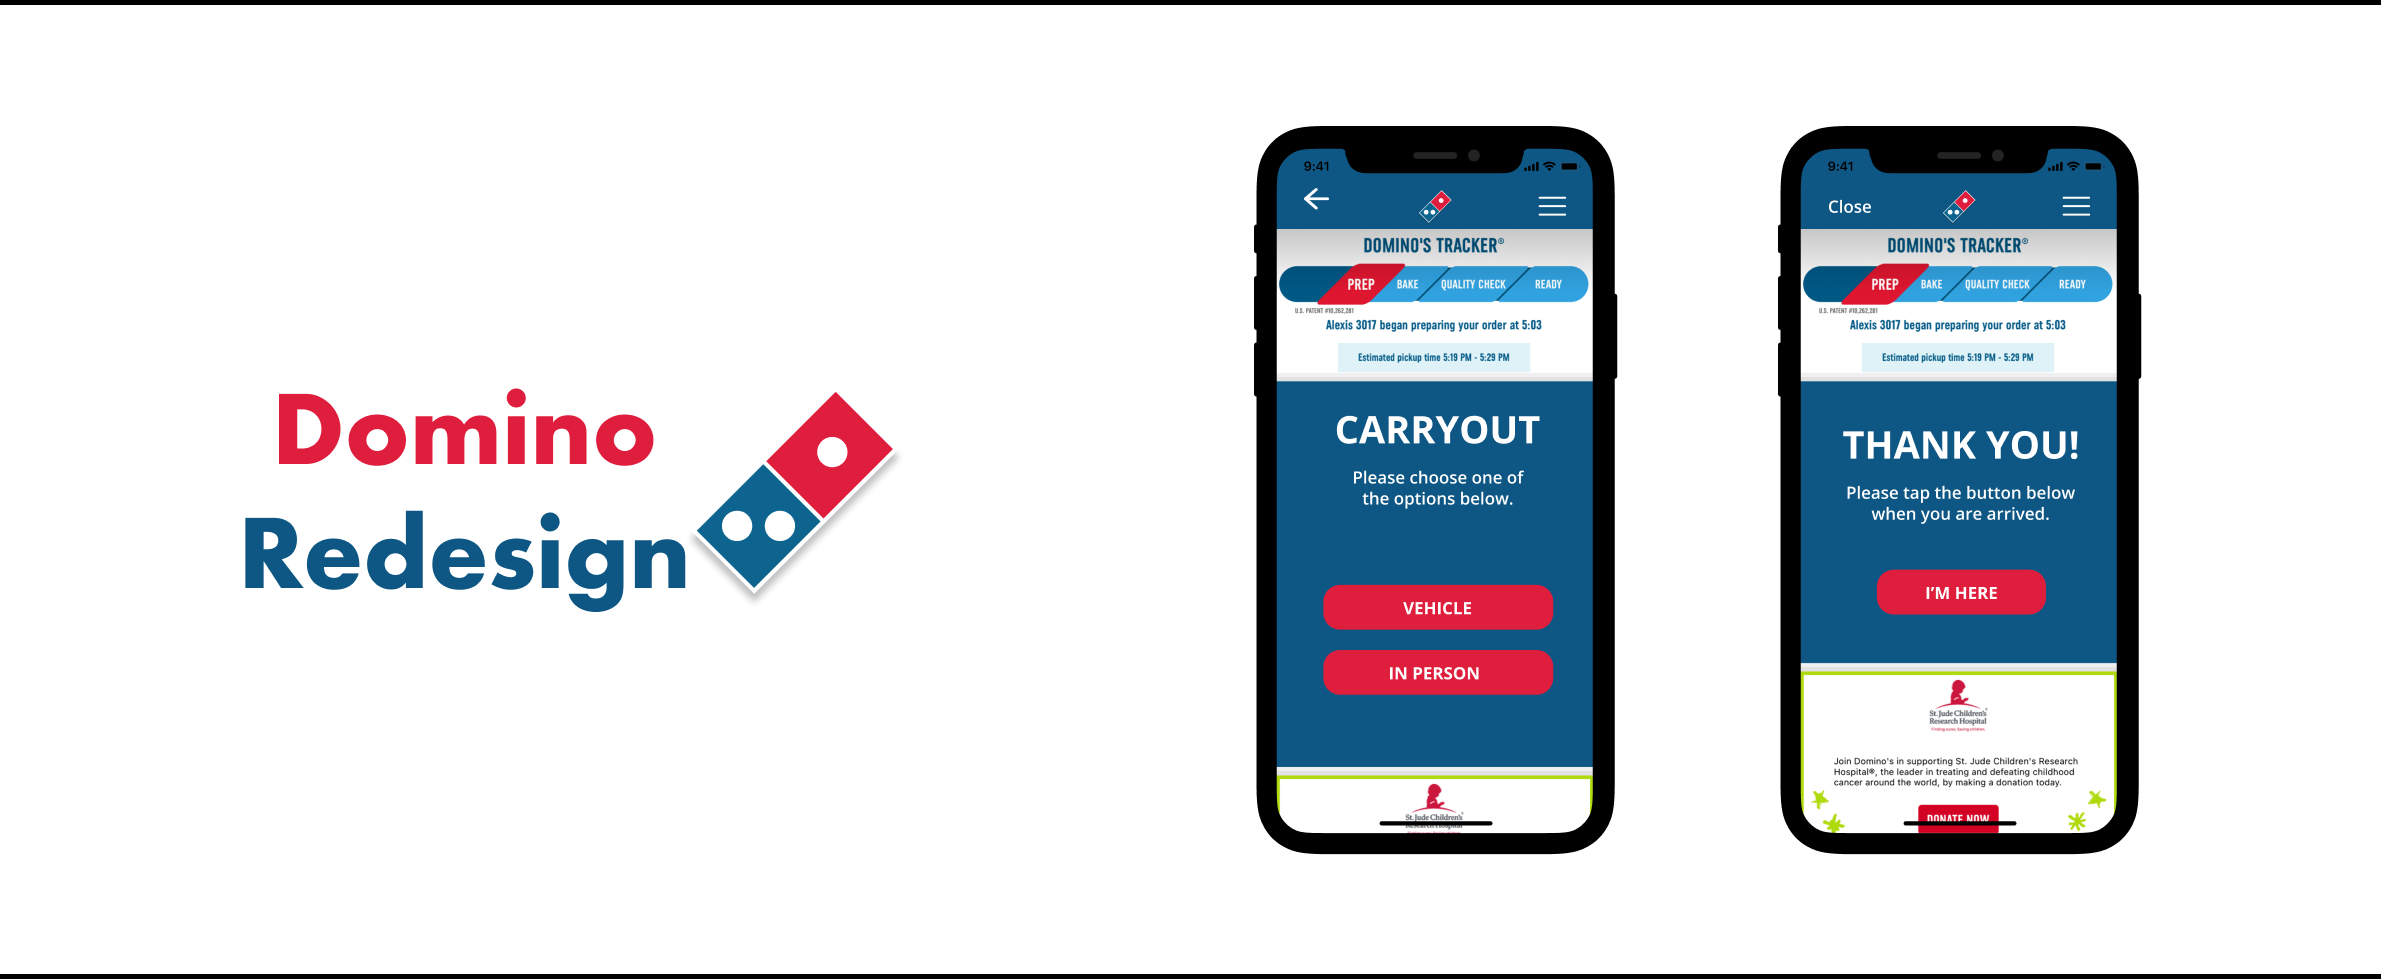 Domino
Redesign
9:41
DOMINO'S TRACKER®
PREP
BAKE
QUALITY CHECK
READY
U.S. PATENT #10,262,281
Alexis 3017 began preparing your order at 5:03
Estimated pickup time 5:19 PM - 5:29 PM
CARRYOUT
Please choose one of
the options below.
VEHICLE
IN PERSON
St. Jude Children's
Research Hospital
9:41
Close
DOMINO'S TRACKER®
PREP
BAKE
QUALITY CHECK
READY
U.S. PATENT #10,262,281
Alexis 3017 began preparing your order at 5:03
Estimated pickup time 5:19 PM - 5:29 PM
THANK YOU!
Please tap the button below
when you are arrived.
I'M HERE
St. Jude Children's
Research Hospital
Finding cures. Saving children.
Join Domino's in supporting St. Jude Children's Research
Hospital®, the leader in treating and defeating childhood
cancer around the world, by making a donation today.
DONATE NOW